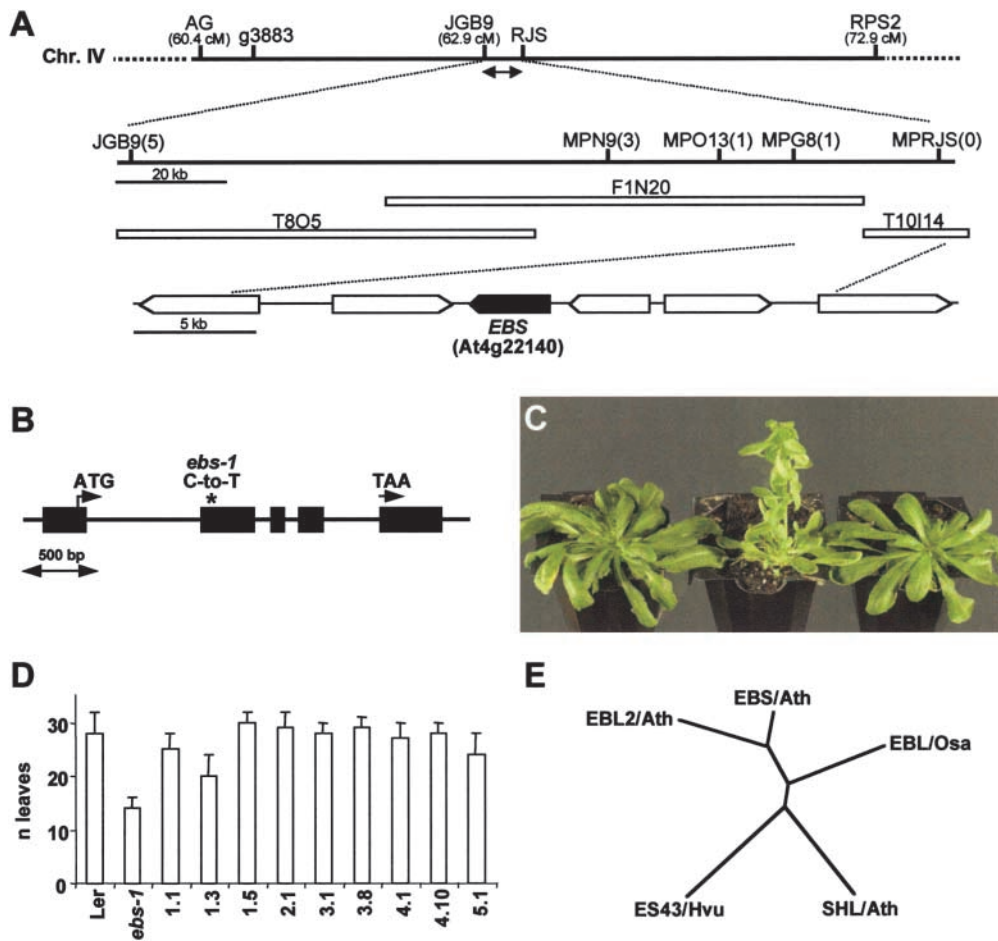 A
AG
(60.4 cM)
g3883
JGB9
(62.9 cM)
RJS
RPS2
(72.9 cM)
Chr. IV
JGB9(5)
MPN9(3)
MPO13(1)
MPG8(1)
MPRJS(0)
20 kb
F1N20
T8O5
T10I14
5 kb
EBS
(At4g22140)
B
ebs-1
C-to-T
*
ATG
TAA
500 bp
C
D
n leaves
30
20
10
0
Ler
ebs-1
1.1
1.3
1.5
2.1
3.1
3.8
4.1
4.10
5.1
E
EBS/Ath
EBL2/Ath
EBL/Osa
ES43/Hvu
SHL/Ath